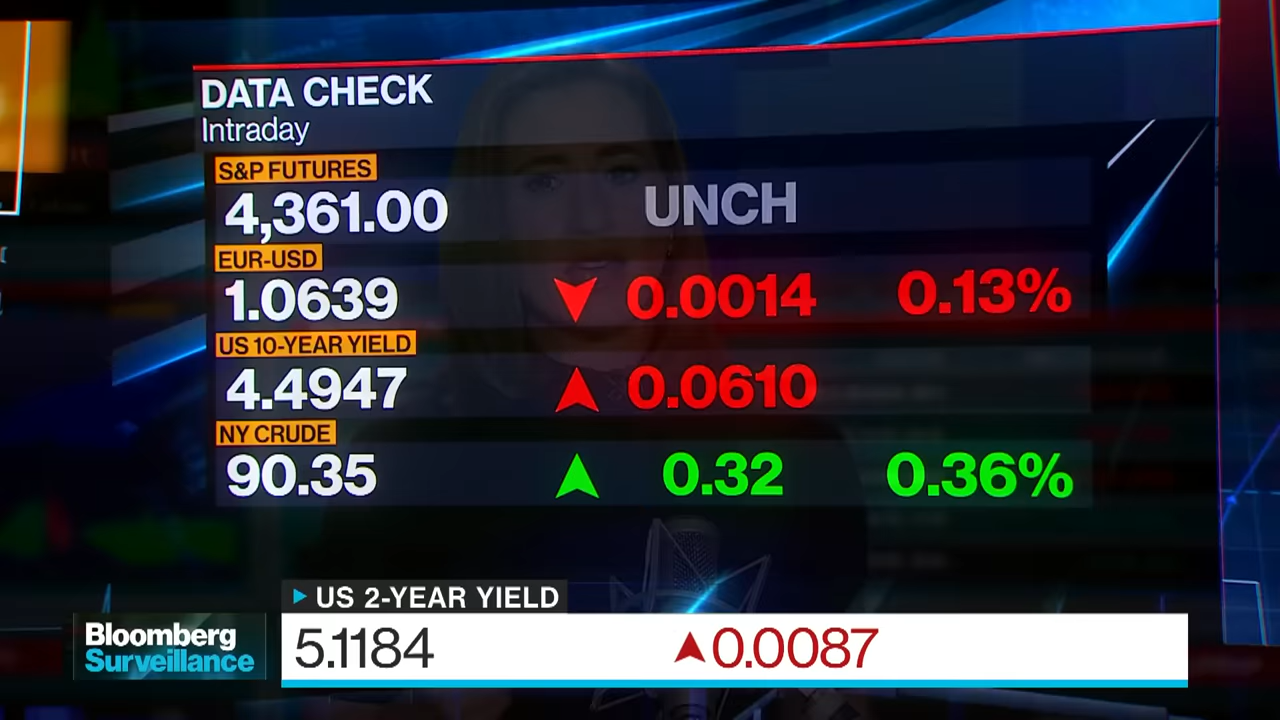 DATA CHECK
Intraday
S&P FUTURES
4,361.00 UNCH
EUR-USD
1.0639 ▼ 0.0014 0.13%
US 10-YEAR YIELD
4.4947 ▲ 0.0610
NY CRUDE
90.35 ▲ 0.32 0.36%
▶ US 2-YEAR YIELD
Bloomberg
Surveillance
5.1184 ▲0.0087